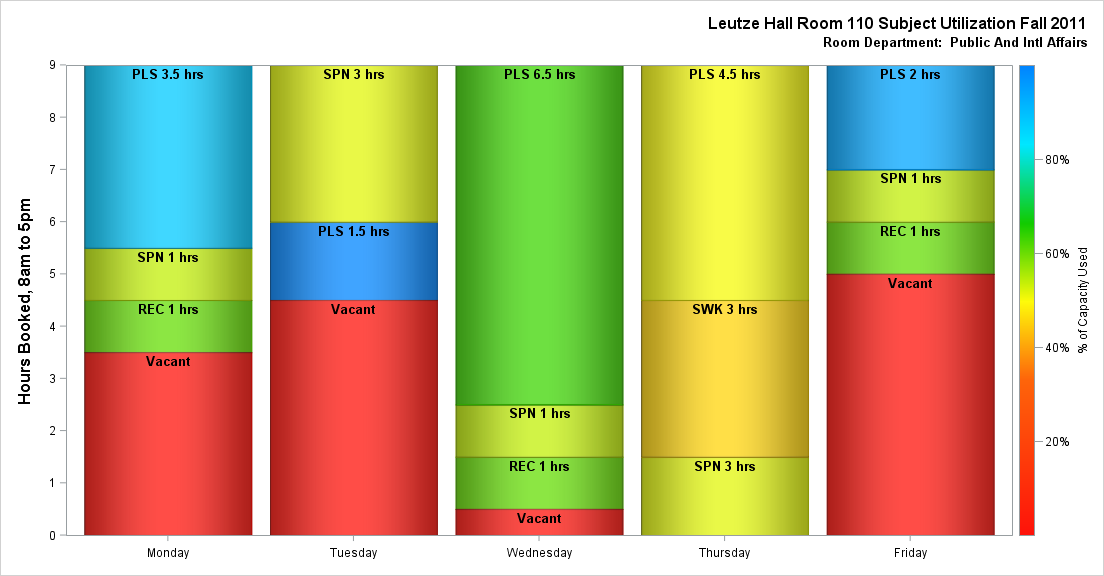 Leutze Hall Room 110 Subject Utilization Fall 2011
Room Department:  Public And Intl Affairs
Hours Booked, 8am to 5pm
9
8
7
6
5
4
3
2
1
0
PLS 3.5 hrs
SPN 1 hrs
REC 1 hrs
Vacant
Monday
SPN 3 hrs
PLS 1.5 hrs
Vacant
Tuesday
PLS 6.5 hrs
SPN 1 hrs
REC 1 hrs
Vacant
Wednesday
PLS 4.5 hrs
SWK 3 hrs
SPN 3 hrs
Thursday
PLS 2 hrs
SPN 1 hrs
REC 1 hrs
Vacant
Friday
80%
60%
40%
20%
% of Capacity Used